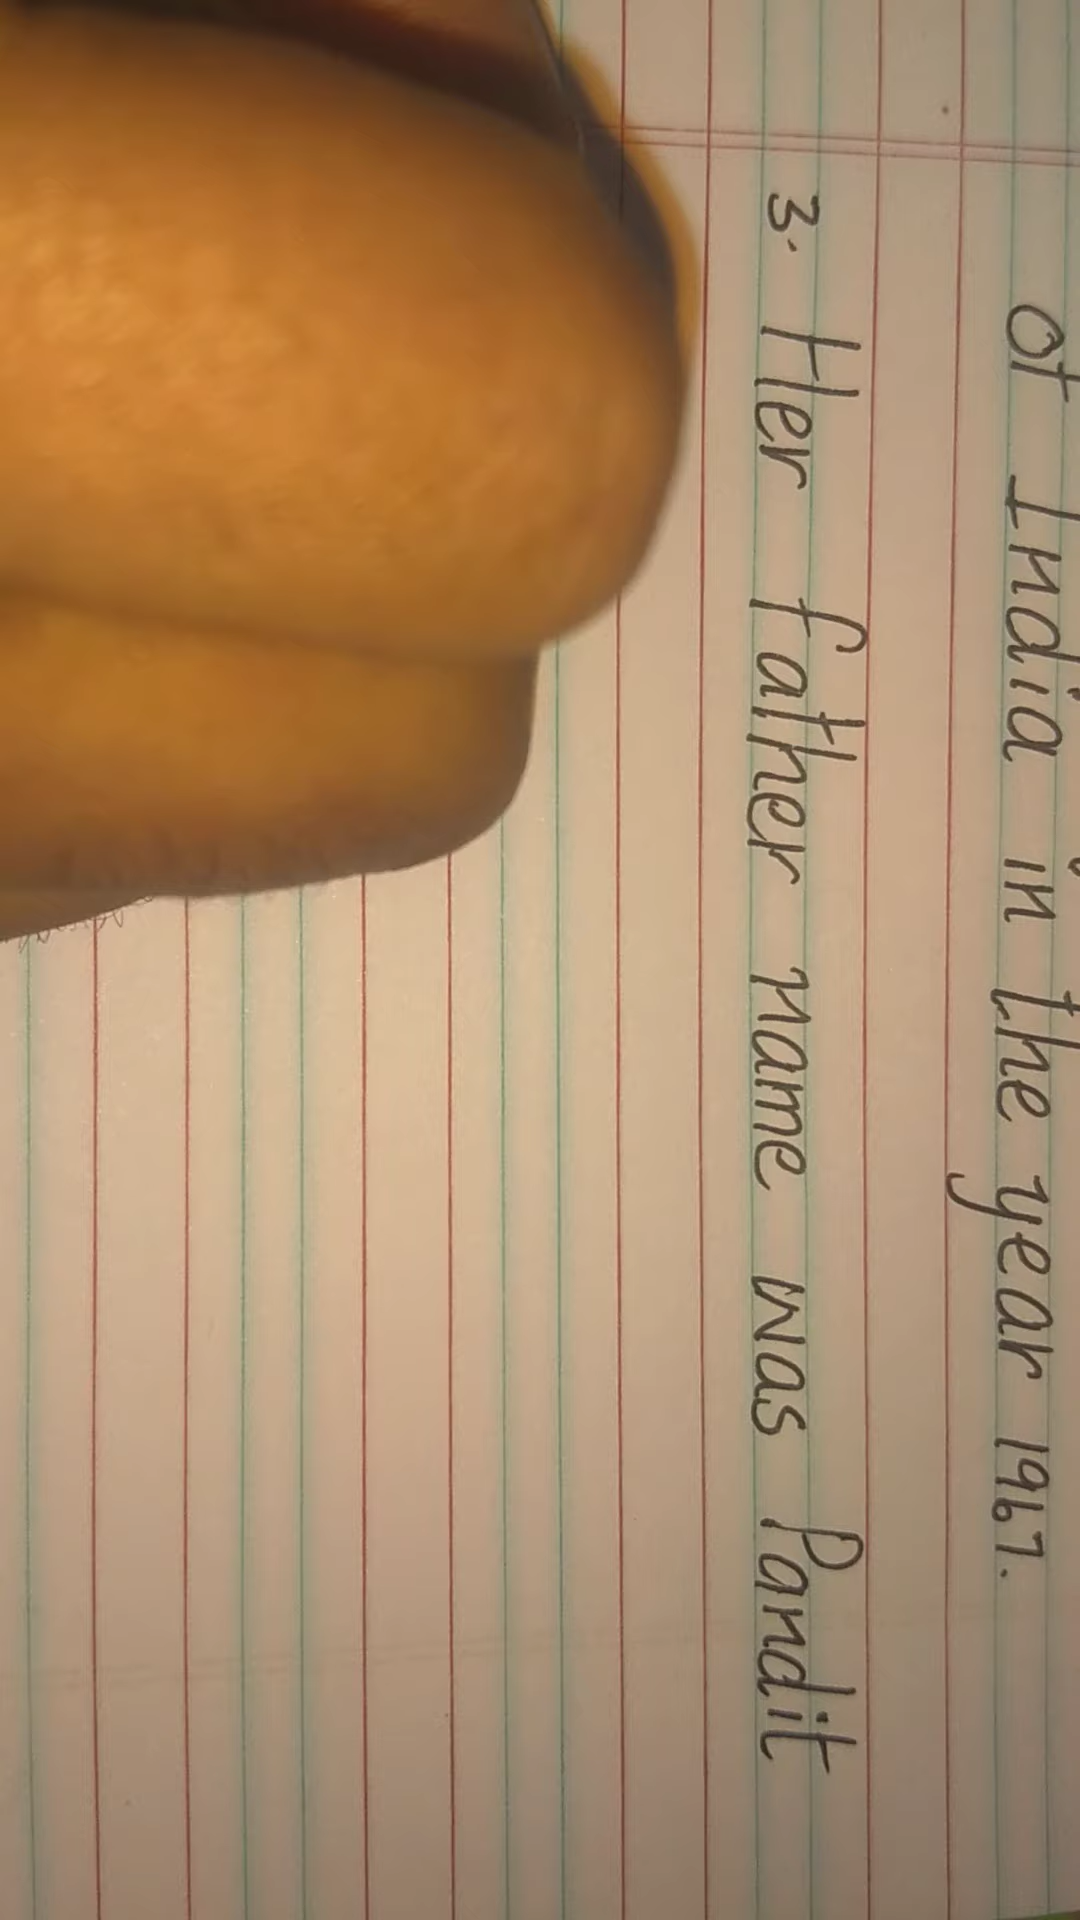 of India in the year 1967.
3. Her father name was Pandit